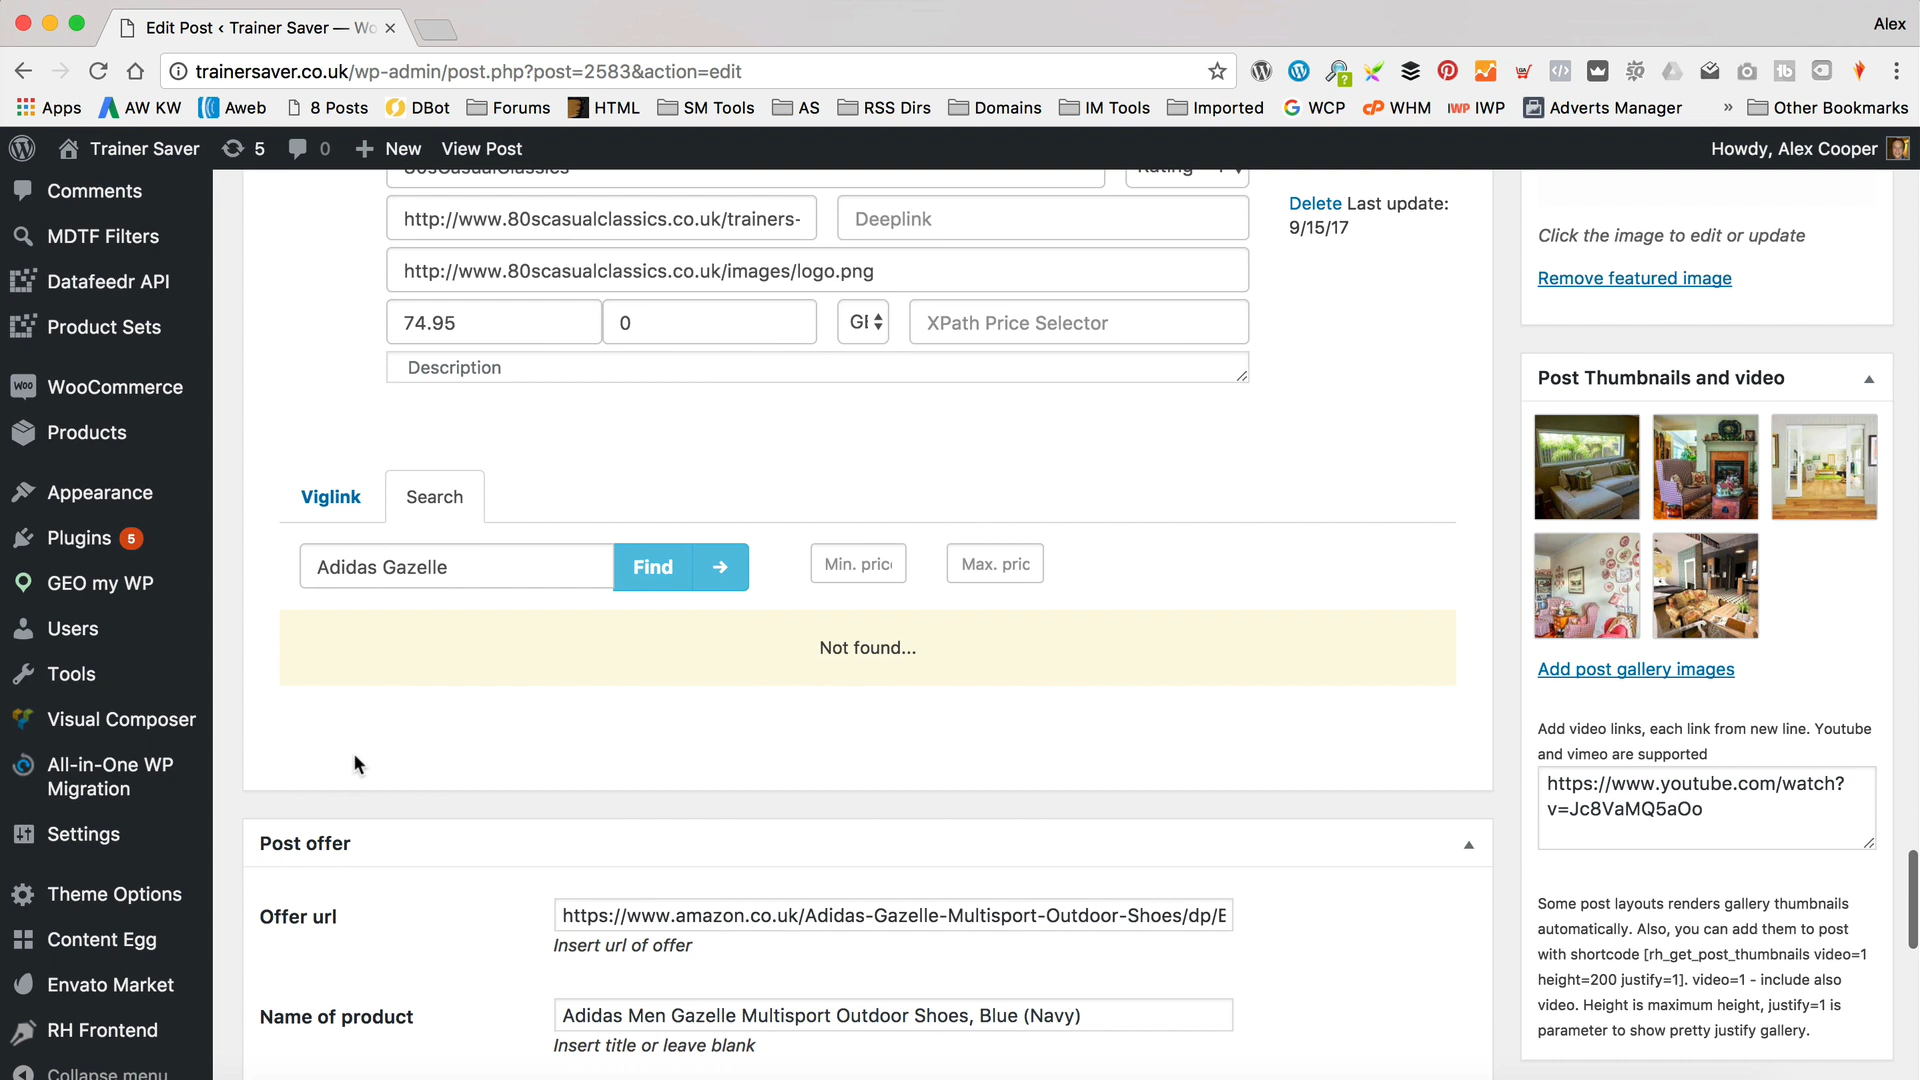 Edit Post ‹ Trainer Saver — Wo
Alex
trainersaver.co.uk/wp-admin/post.php?post=2583&action=edit
Apps
AW KW
Aweb
8 Posts
DBot
Forums
HTML
SM Tools
AS
RSS Dirs
Domains
IM Tools
Imported
WCP
WHM
IWP
Adverts Manager
»
Other Bookmarks
Trainer Saver
5
0
New
View Post
Howdy, Alex Cooper
Comments
MDTF Filters
Datafeedr API
Product Sets
WooCommerce
Products
Appearance
Plugins 5
GEO my WP
Users
Tools
Visual Composer
All-in-One WP
Migration
Settings
Theme Options
Content Egg
Envato Market
RH Frontend
Collapse menu
80sCasualClassics
Rating
http://www.80scasualclassics.co.uk/trainers-
Deeplink
http://www.80scasualclassics.co.uk/images/logo.png
74.95
0
XPath Price Selector
Description
Delete Last update:
9/15/17
Viglink
Search
Adidas Gazelle
Find
Min. pric
Max. pric
Not found...
Post offer
Offer url
https://www.amazon.co.uk/Adidas-Gazelle-Multisport-Outdoor-Shoes/dp/E
Insert url of offer
Name of product
Adidas Men Gazelle Multisport Outdoor Shoes, Blue (Navy)
Insert title or leave blank
Click the image to edit or update
Remove featured image
Post Thumbnails and video
Add post gallery images
Add video links, each link from new line. Youtube
and vimeo are supported
https://www.youtube.com/watch?
v=Jc8VaMQ5aOo
Some post layouts renders gallery thumbnails
automatically. Also, you can add them to post
with shortcode [rh_get_post_thumbnails video=1
height=200 justify=1]. video=1 - include also
video. Height is maximum height, justify=1 is
parameter to show pretty justify gallery.